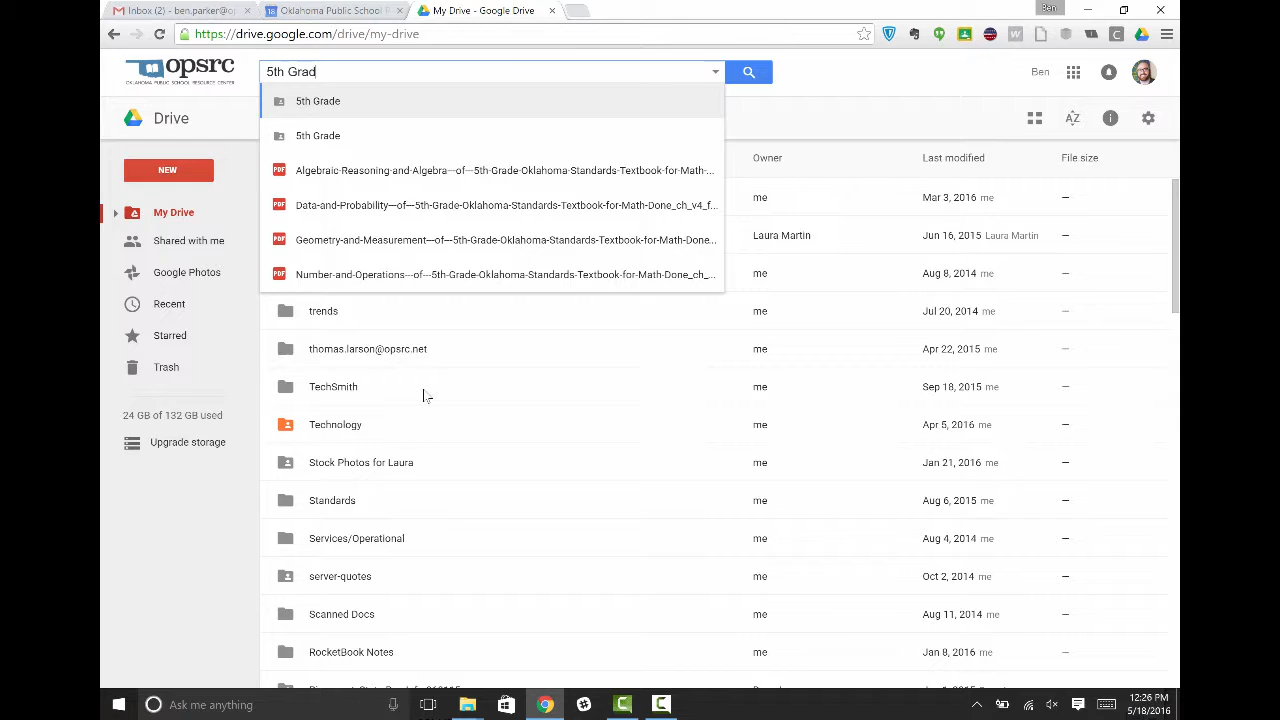 Inbox (2) - ben.parker@op
Oklahoma Public School R
My Drive - Google Drive
Ben
https://drive.google.com/drive/my-drive
opsrc
OKLAHOMA PUBLIC SCHOOL RESOURCE CENTER
5th Grad
Ben
Drive
5th Grade
5th Grade
Algebraic-Reasoning-and-Algebra---of---5th-Grade-Oklahoma-Standards-Textbook-for-Math-...
Data-and-Probability---of---5th-Grade-Oklahoma-Standards-Textbook-for-Math-Done_ch_v4_f...
Geometry-and-Measurement---of---5th-Grade-Oklahoma-Standards-Textbook-for-Math-Done...
Number-and-Operations---of---5th-Grade-Oklahoma-Standards-Textbook-for-Math-Done_ch_...
NEW
My Drive
Shared with me
Google Photos
Recent
Starred
Trash
24 GB of 132 GB used
Upgrade storage
Owner Last modified File size
me Mar 3, 2016 me —
Laura Martin Jun 16, 2015 Laura Martin —
me Aug 8, 2014 me —
trends me Jul 20, 2014 me —
thomas.larson@opsrc.net me Apr 22, 2015 me —
TechSmith me Sep 18, 2015 me —
Technology me Apr 5, 2016 me —
Stock Photos for Laura me Jan 21, 2016 me —
Standards me Aug 6, 2015 me —
Services/Operational me Aug 4, 2014 me —
server-quotes me Oct 2, 2014 me —
Scanned Docs me Aug 11, 2014 me —
RocketBook Notes me Jan 8, 2016 me —
Ask me anything
12:26 PM
5/18/2016